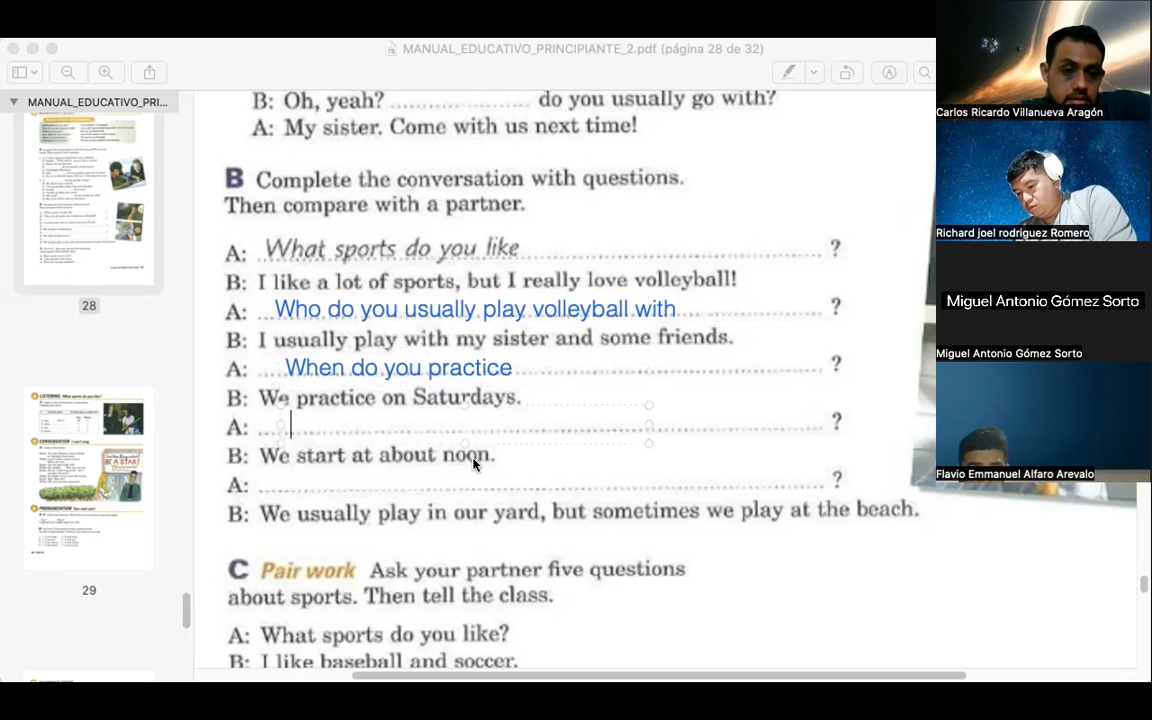 MANUAL_EDUCATIVO_PRINCIPIANTE_2.pdf (página 28 de 32)
MANUAL_EDUCATIVO_PRI...
28
29
B: Oh, yeah? .......................... do you usually go with?
A: My sister. Come with us next time!
B Complete the conversation with questions.
Then compare with a partner.
A: What sports do you like ?
B: I like a lot of sports, but I really love volleyball!
A: Who do you usually play volleyball with ?
B: I usually play with my sister and some friends.
A: When do you practice ?
B: We practice on Saturdays.
A: ?
B: We start at about noon.
A: ?
B: We usually play in our yard, but sometimes we play at the beach.
C Pair work Ask your partner five questions
about sports. Then tell the class.
A: What sports do you like?
B: I like baseball and soccer.
Carlos Ricardo Villanueva Aragón
Richard joel rodriguez Romero
Miguel Antonio Gómez Sorto
Miguel Antonio Gómez Sorto
Flavio Emmanuel Alfaro Arevalo